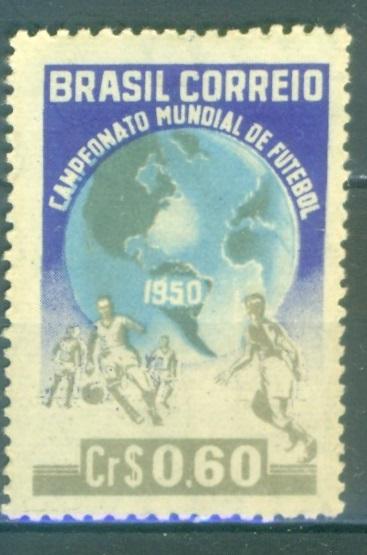 BRASIL CORREIO
CAMPEONATO MUNDIAL DE FUTEBOL
1950
Cr$ 0.60